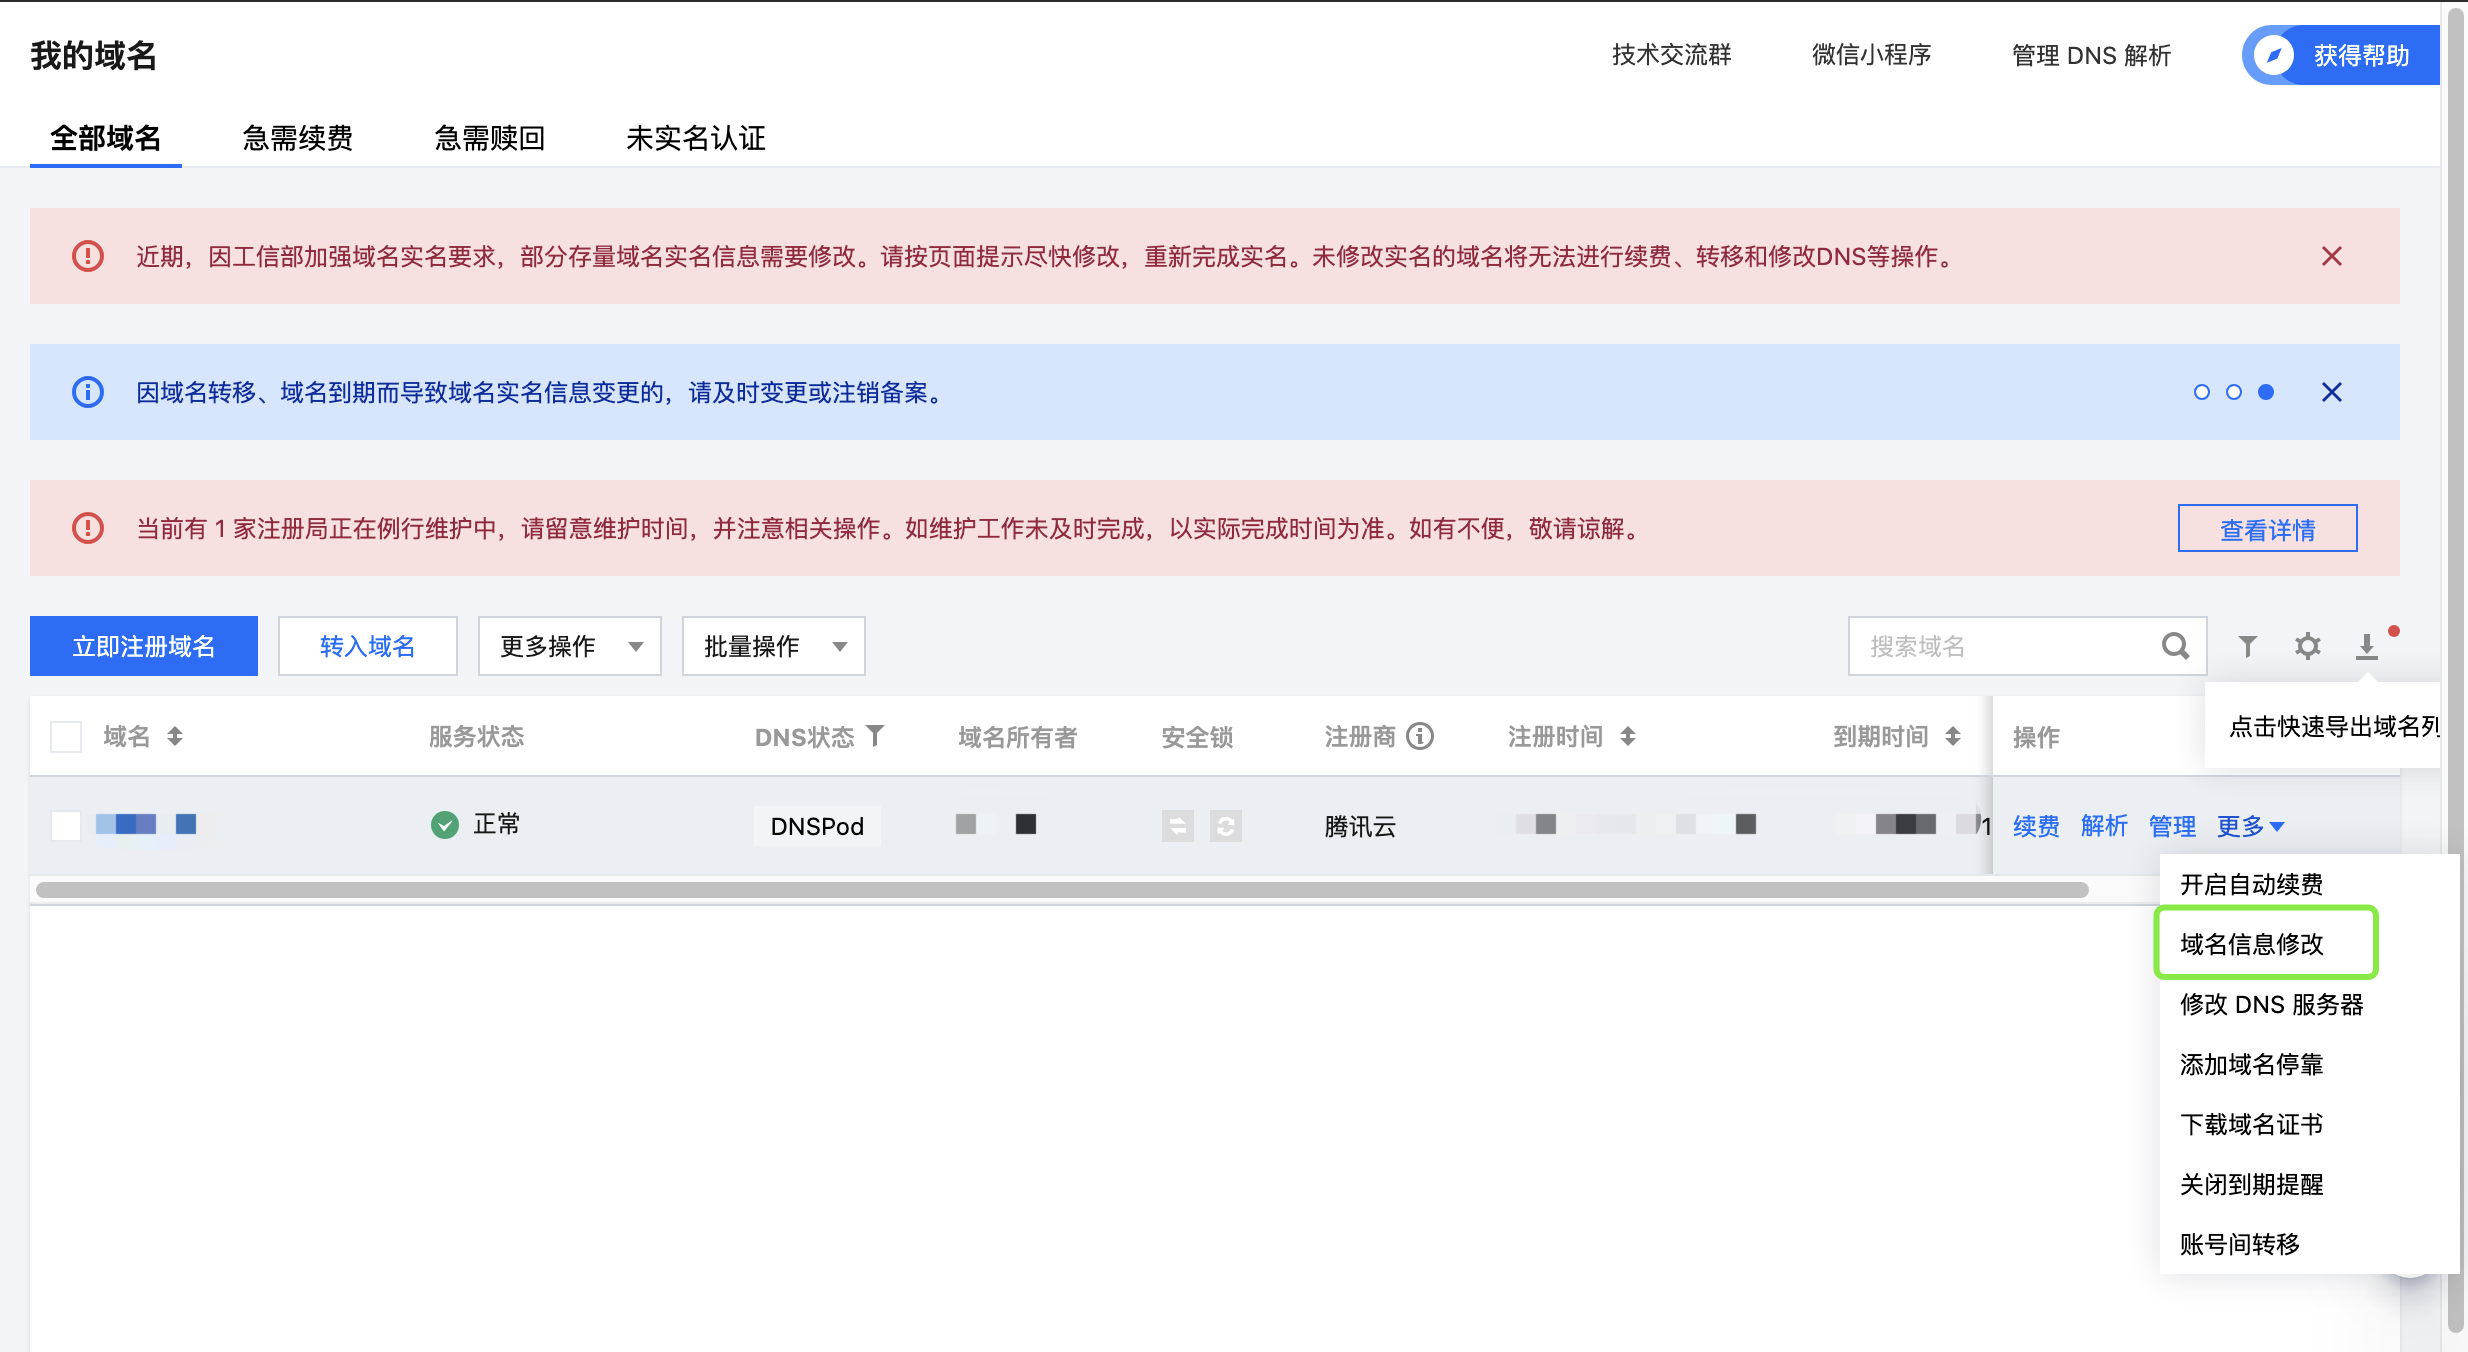 我的域名
技术交流群
微信小程序
管理 DNS 解析
获得帮助
全部域名
急需续费
急需赎回
未实名认证
近期，因工信部加强域名实名要求，部分存量域名实名信息需要修改。请按页面提示尽快修改，重新完成实名。未修改实名的域名将无法进行续费、转移和修改DNS等操作。
因域名转移、域名到期而导致域名实名信息变更的，请及时变更或注销备案。
当前有 1 家注册局正在例行维护中，请留意维护时间，并注意相关操作。如维护工作未及时完成，以实际完成时间为准。如有不便，敬请谅解。
查看详情
立即注册域名
转入域名
更多操作
批量操作
搜索域名
点击快速导出域名列
域名
服务状态
DNS状态
域名所有者
安全锁
注册商
注册时间
到期时间
操作
正常
DNSPod
腾讯云
1
续费
解析
管理
更多
开启自动续费
域名信息修改
修改 DNS 服务器
添加域名停靠
下载域名证书
关闭到期提醒
账号间转移